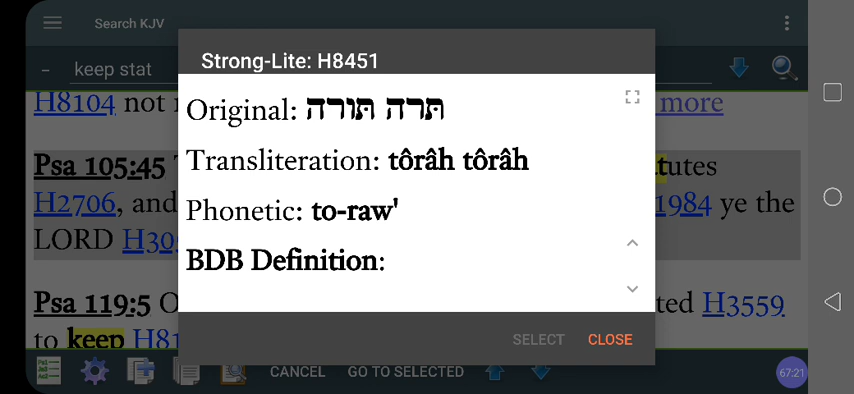 Search KJV
- keep stat
Strong-Lite: H8451
H8104 not more
Original: תּרה תּורה
Psa 105:45 tutes
Transliteration: tôrâh tôrâh
H2706, and 1984 ye the
Phonetic: to-raw'
LORD
BDB Definition:
Psa 119:5 O ted H3559
to keep
SELECT CLOSE
CANCEL GO TO SELECTED 67:21